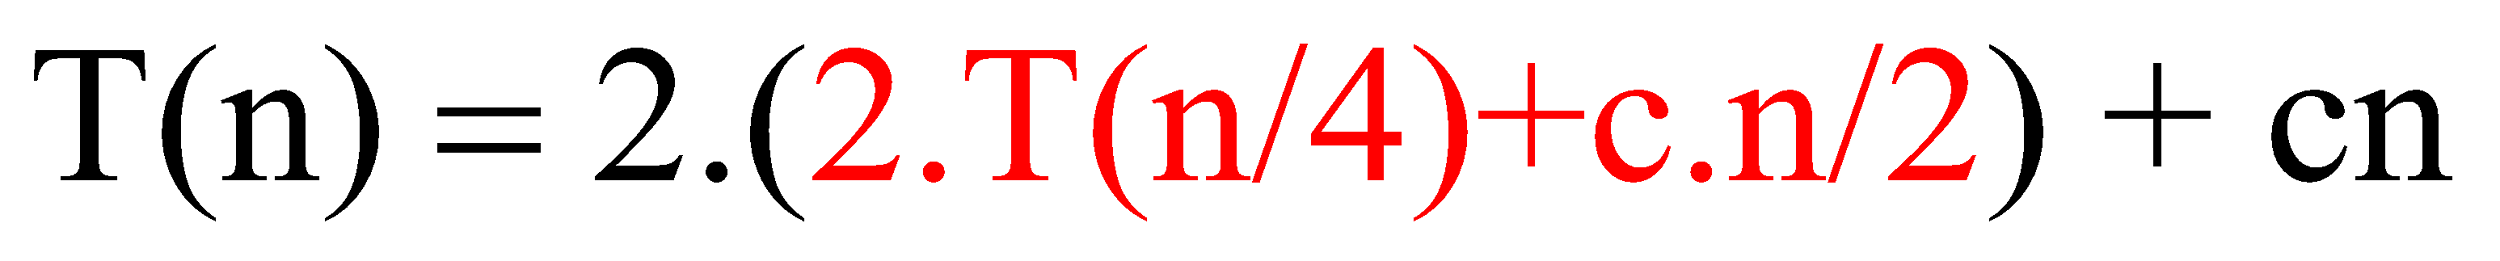 T(n) = 2.(2.T(n/4)+c.n/2) + cn